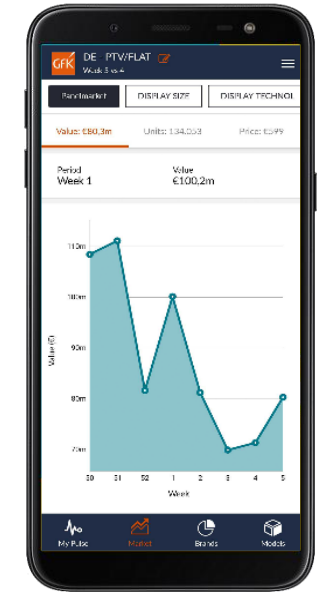 GFK
DE PTV/FLAT
Week 5 vs 4
Panelmarket
DISPLAY SIZE
DISPLAY TECHNOL
Value: €80,3m
Units: 134.053
Price: €599
Period
Week 1
Value
€100,2m
110m
100m
90m
80m
70m
Value (€)
50
51
52
1
2
3
4
5
Week
My Pulse
Market
Brands
Models